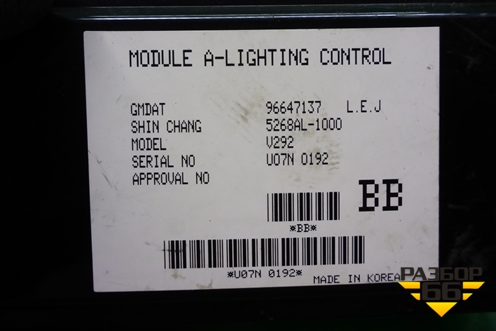 MODULE A-LIGHTING CONTROL
GMDAT 96647137 L.E.J
SHIN CHANG 5268AL-1000
MODEL V292
SERIAL NO U07N 0192
APPROVAL NO
BB
*BB*
*U07N 0192*
MADE IN KOREA
РАЗБОР
66